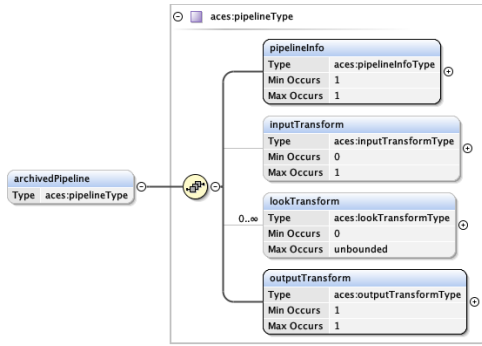 aces:pipelineType
pipelineInfo
Type aces:pipelineInfoType
Min Occurs 1
Max Occurs 1
inputTransform
Type aces:inputTransformType
Min Occurs 0
Max Occurs 1
archivedPipeline
Type aces:pipelineType
0..∞
lookTransform
Type aces:lookTransformType
Min Occurs 0
Max Occurs unbounded
outputTransform
Type aces:outputTransformType
Min Occurs 1
Max Occurs 1